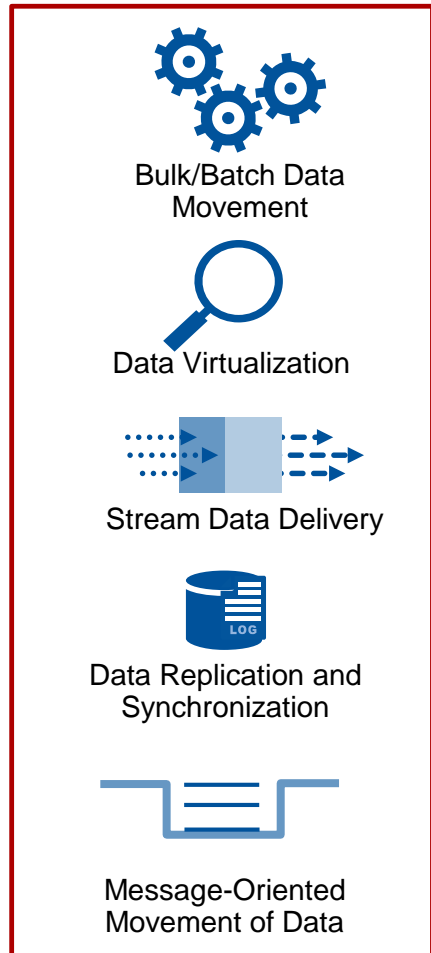 Bulk/Batch Data
Movement
Data Virtualization
Stream Data Delivery
LOG
Data Replication and
Synchronization
Message-Oriented
Movement of Data